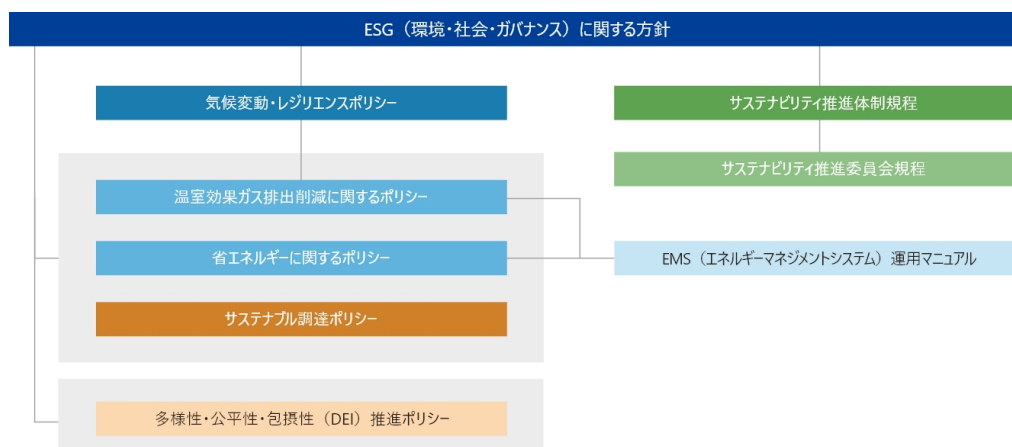 ESG（環境・社会・ガバナンス）に関する方針
気候変動・レジリエンスポリシー
サステナビリティ推進体制規程
サステナビリティ推進委員会規程
温室効果ガス排出削減に関するポリシー
省エネルギーに関するポリシー
EMS（エネルギーマネジメントシステム）運用マニュアル
サステナブル調達ポリシー
多様性・公平性・包摂性（DEI）推進ポリシー